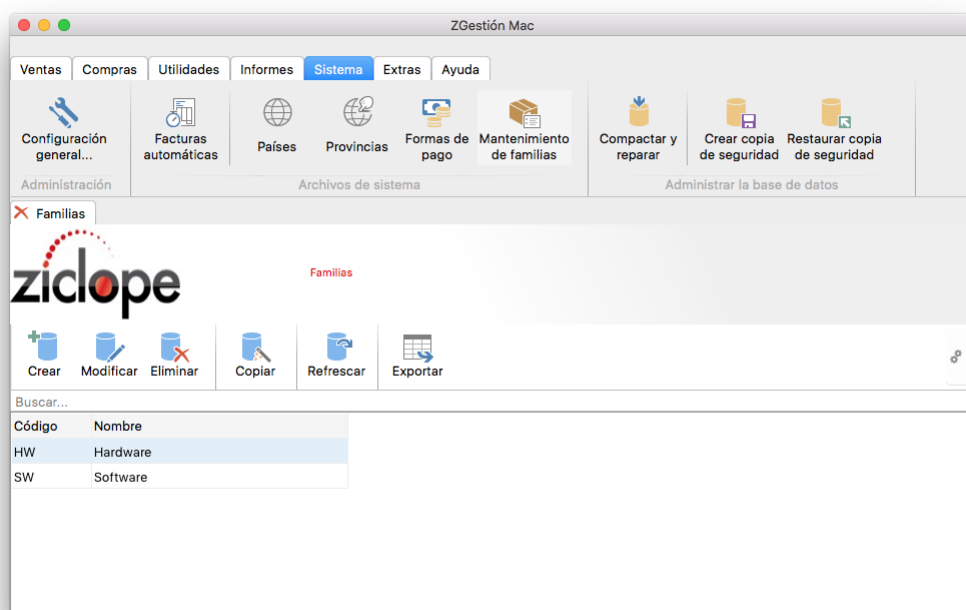 ZGestión Mac
Ventas Compras Utilidades Informes Sistema Extras Ayuda
Configuración general...
Facturas automáticas
Países
Provincias
Formas de pago
Mantenimiento de familias
Compactar y reparar
Crear copia de seguridad
Restaurar copia de seguridad
Administración
Archivos de sistema
Administrar la base de datos
Familias
ziclope
Familias
Crear Modificar Eliminar Copiar Refrescar Exportar
Buscar...
Código Nombre
HW Hardware
SW Software